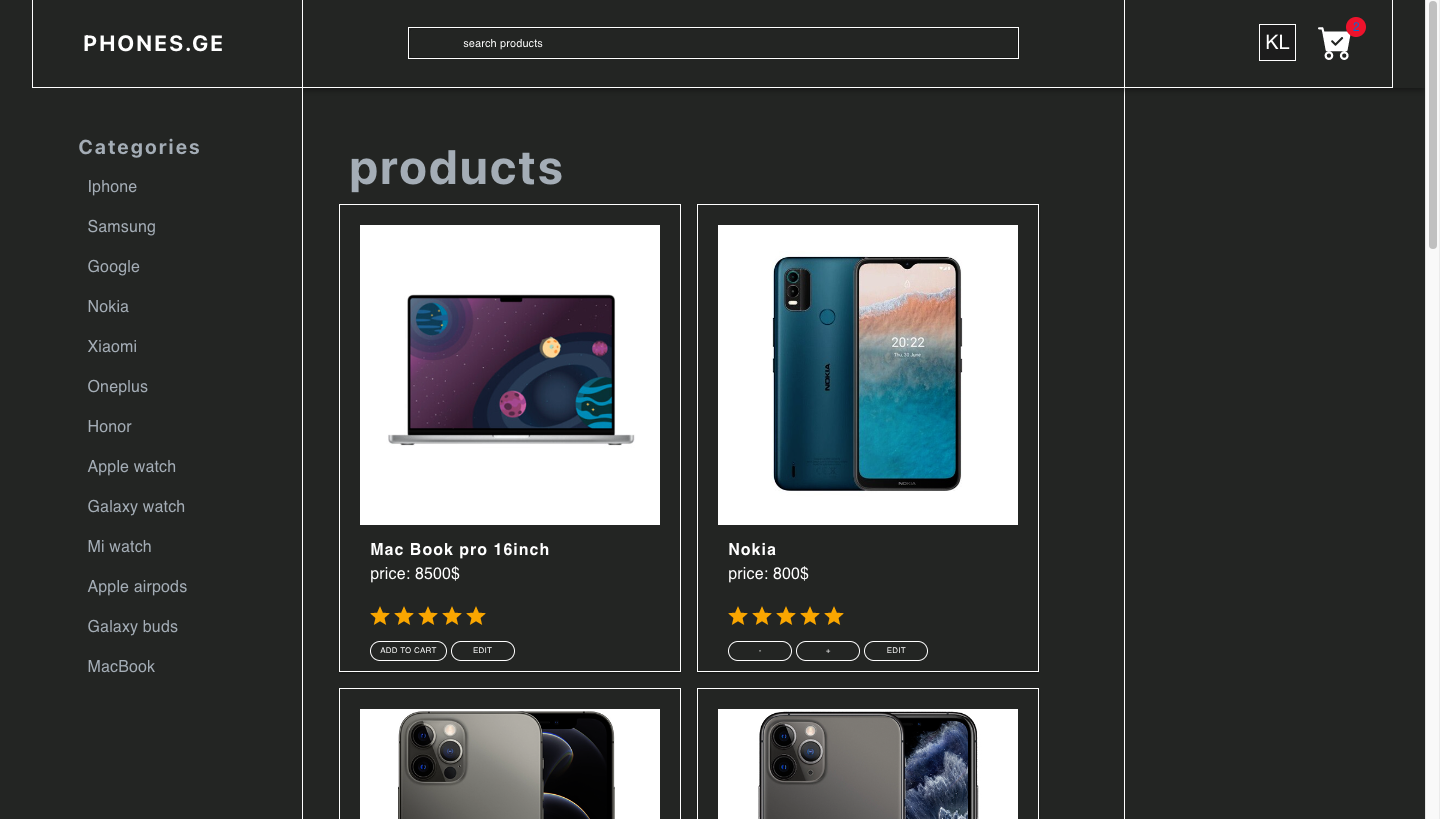 PHONES.GE
search products
KL
Categories
Iphone
Samsung
Google
Nokia
Xiaomi
Oneplus
Honor
Apple watch
Galaxy watch
Mi watch
Apple airpods
Galaxy buds
MacBook
products
Mac Book pro 16inch
price: 8500$
ADD TO CART
EDIT
20:22
NOKIA
NOKIA
Nokia
price: 800$
-
+
EDIT